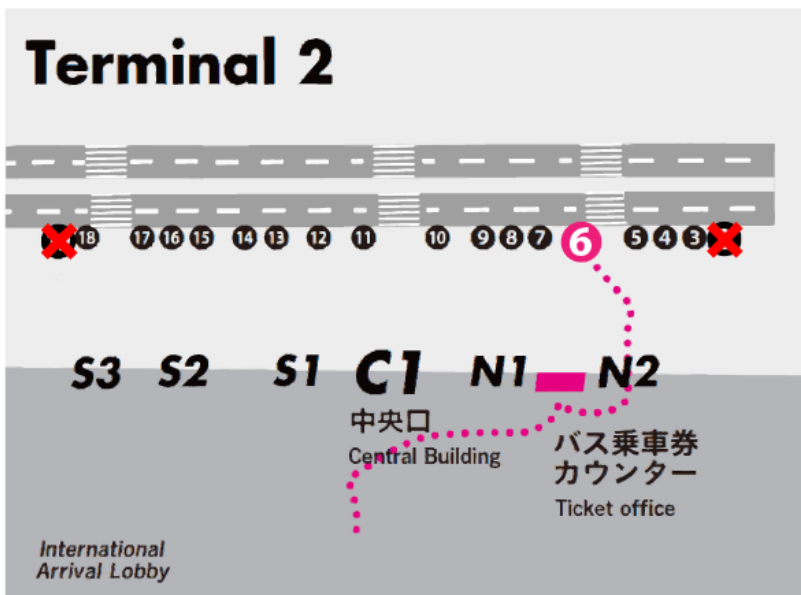 Terminal 2
18 17 16 15 14 13 12 11 10 9 8 7 6 5 4 3
S3 S2 S1 C1 N1 N2
中央口
Central Building
バス乗車券
カウンター
Ticket office
International
Arrival Lobby